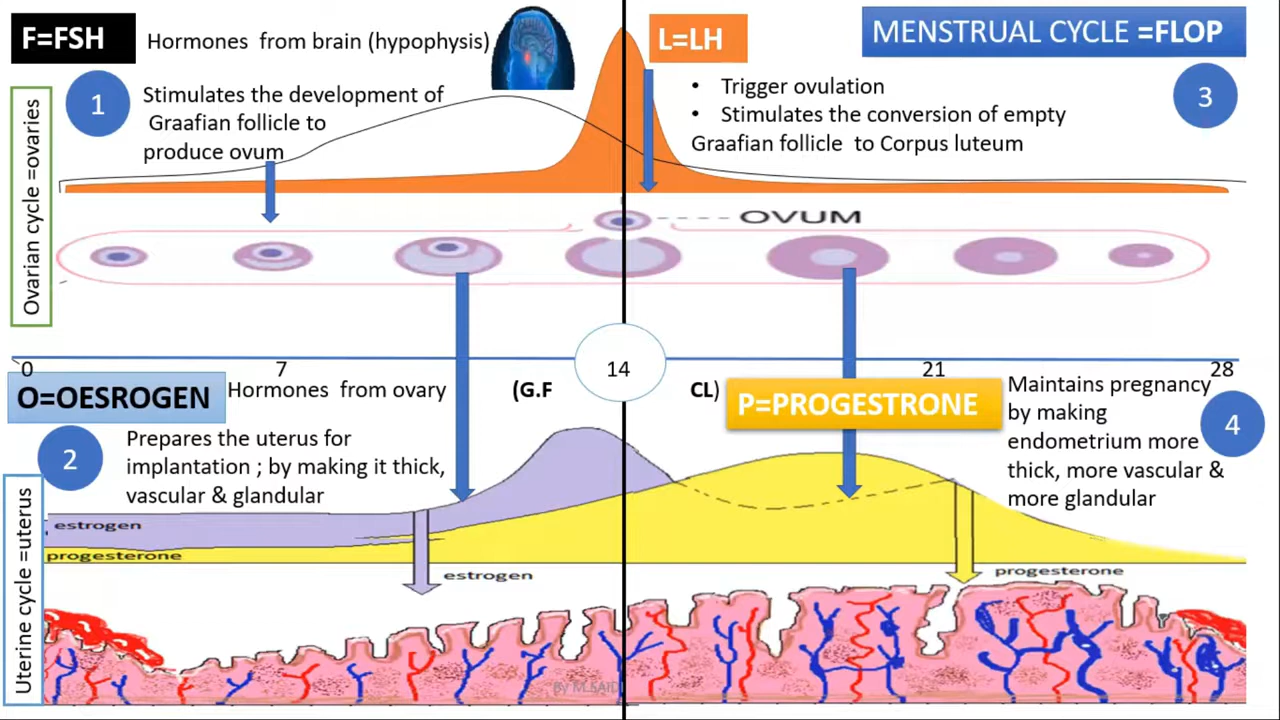 F=FSH
Hormones from brain (hypophysis)
L=LH
MENSTRUAL CYCLE =FLOP
1
Stimulates the development of
Graafian follicle to
produce ovum
• Trigger ovulation
• Stimulates the conversion of empty
Graafian follicle to Corpus luteum
3
Ovarian cycle =ovaries
OVUM
0
7
14
21
28
O=OESROGEN
Hormones from ovary
(G.F
CL)
P=PROGESTRONE
Maintains pregnancy
by making
endometrium more
thick, more vascular &
more glandular
4
2
Prepares the uterus for
implantation ; by making it thick,
vascular & glandular
Uterine cycle =uterus
estrogen
progesterone
estrogen
progesterone
By M.SAID